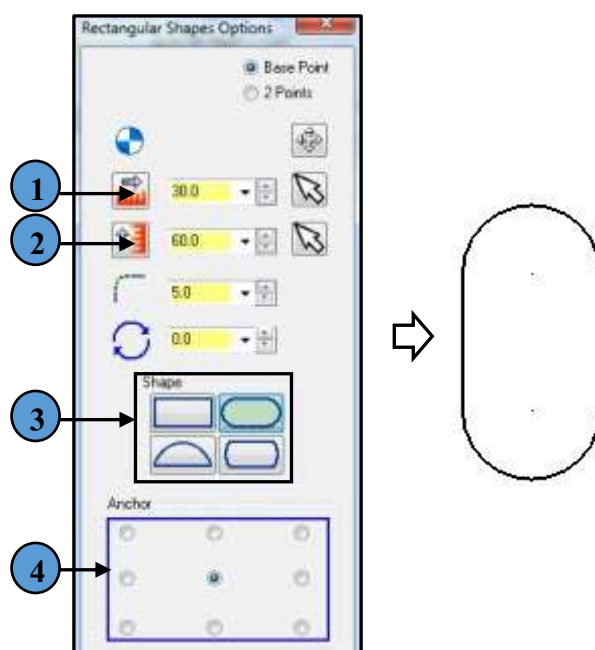 Rectangular Shapes Options
Base Point
2 Points
1
30.0
2
60.0
5.0
0.0
Shape
3
Anchor
4